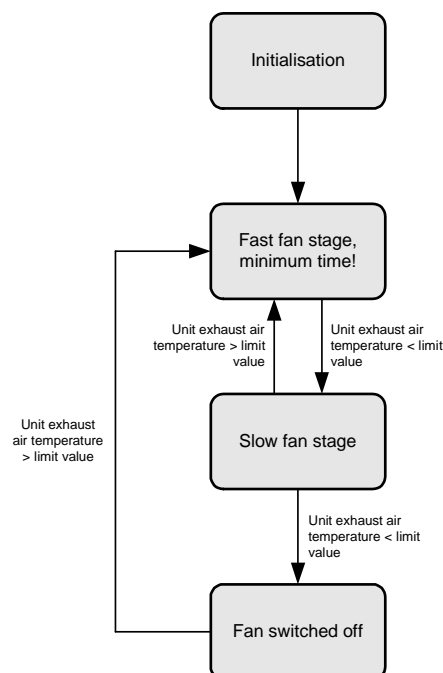 Initialisation
Fast fan stage,
minimum time!
Unit exhaust air
temperature > limit
value
Unit exhaust air
temperature < limit
value
Unit exhaust
air temperature
> limit value
Slow fan stage
Unit exhaust air
temperature < limit
value
Fan switched off